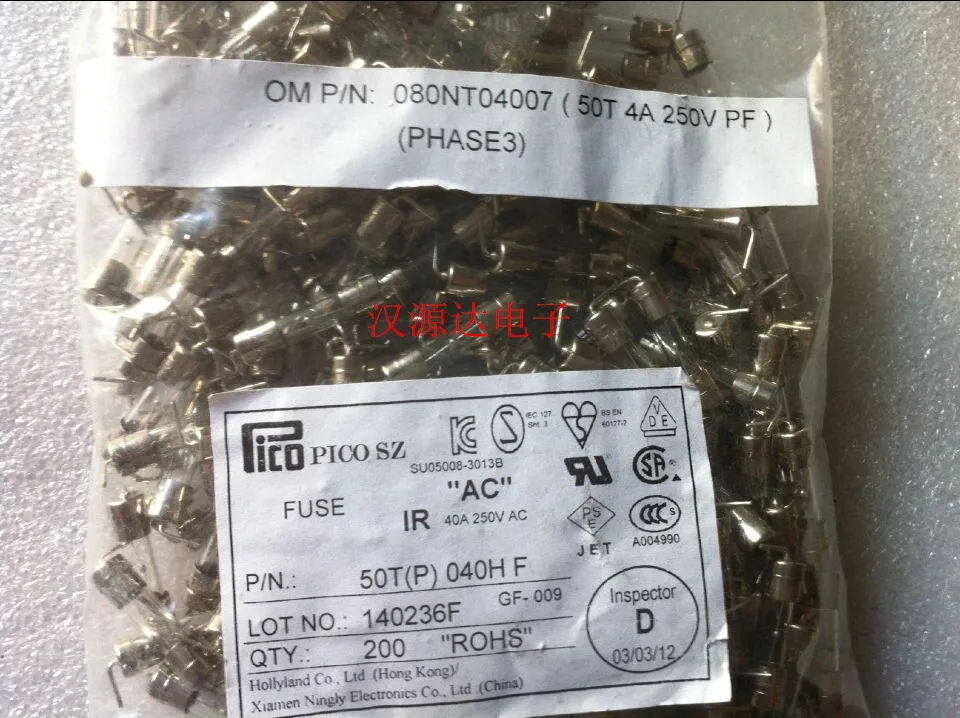 OM P/N: 080NT04007 ( 50T 4A 250V PF )
(PHASE3)
汉源达电子
Pico PICO SZ
IEC 127
Sht. 3
BS EN
60127-2
VDE
SU05008-3013B
FUSE
"AC"
IR 40A 250V AC
PS
E
JET
A004990
P/N.: 50T(P) 040H F
GF- 009
LOT NO.: 140236F
QTY.: 200 "ROHS"
Inspector
D
03/03/12
Hollyland Co., Ltd .(Hong Kong)/
Xiamen Ningly Electronics Co., Ltd .(China)